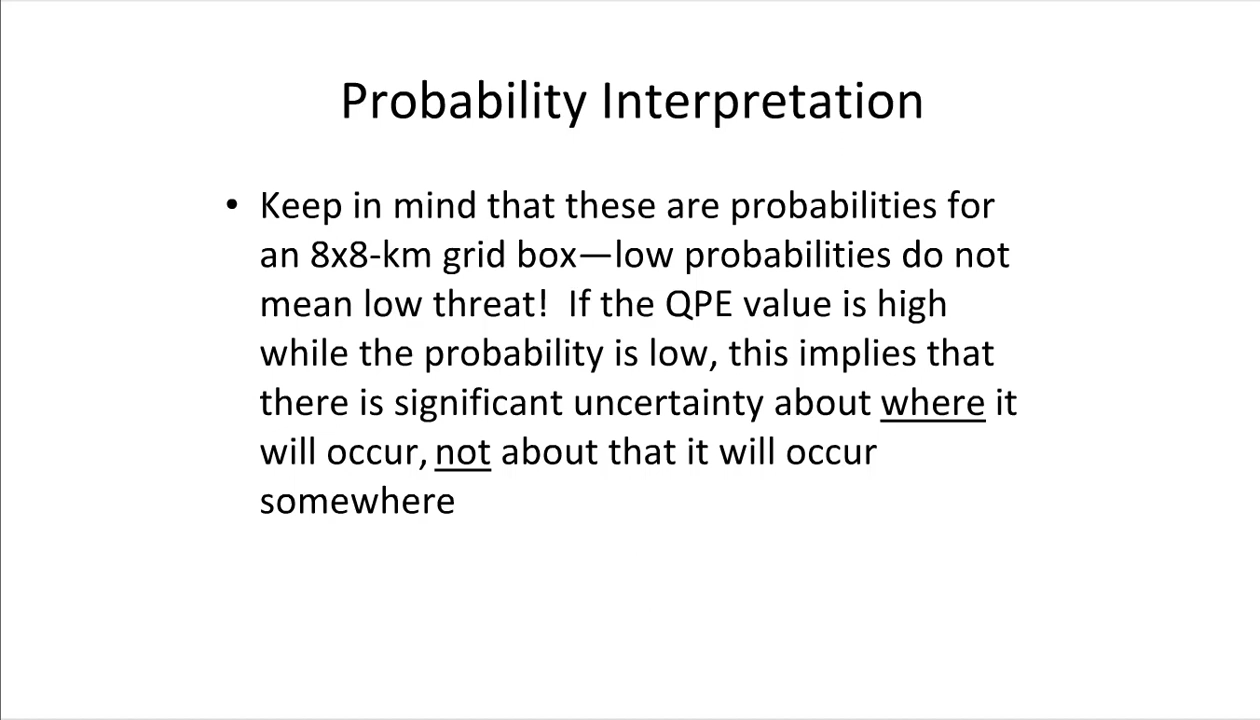 Probability Interpretation
• Keep in mind that these are probabilities for
an 8x8-km grid box—low probabilities do not
mean low threat!  If the QPE value is high
while the probability is low, this implies that
there is significant uncertainty about where it
will occur, not about that it will occur
somewhere